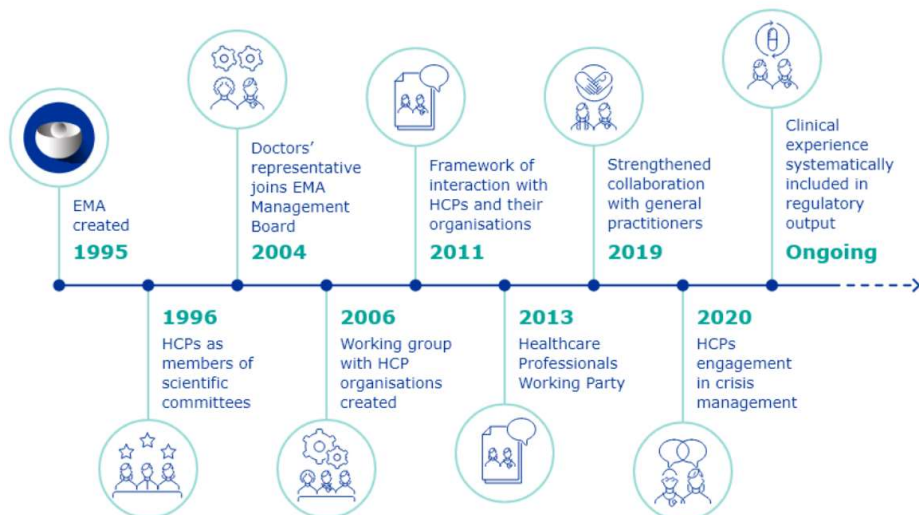 EMA
created
1995
1996
HCPs as
members of
scientific
committees
Doctors’
representative
joins EMA
Management
Board
2004
2006
Working group
with HCP
organisations
created
Framework of
interaction with
HCPs and their
organisations
2011
2013
Healthcare
Professionals
Working Party
Strengthened
collaboration
with general
practitioners
2019
2020
HCPs
engagement
in crisis
management
Clinical
experience
systematically
included in
regulatory
output
Ongoing